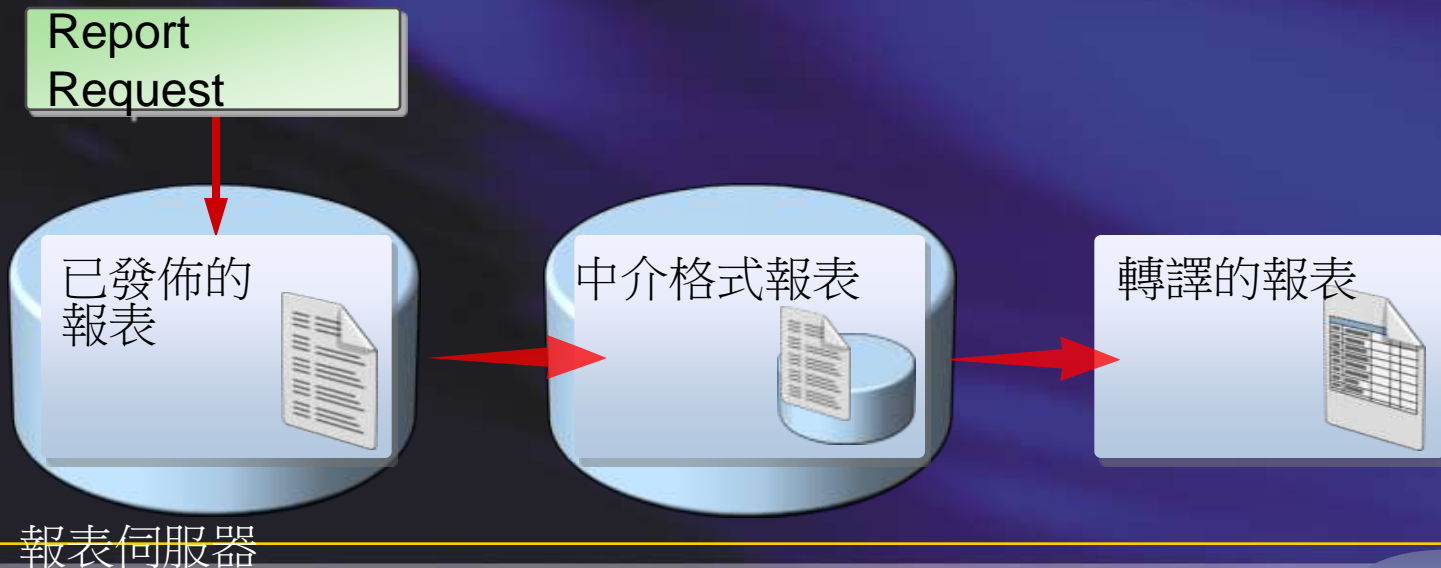 Report
Request
已發佈的
報表
中介格式報表
轉譯的報表
報表伺服器